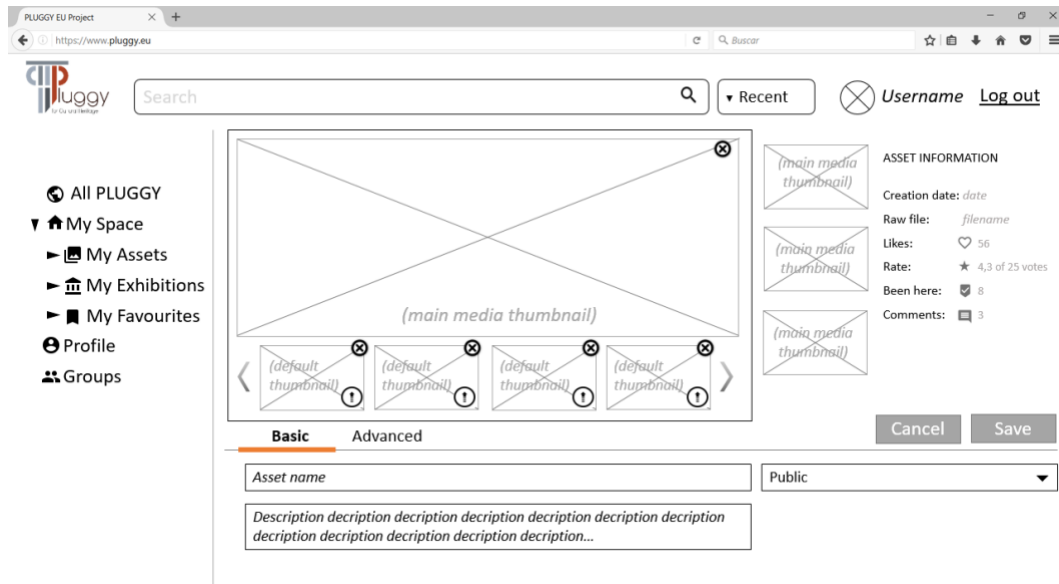 PLUGGY EU Project
https://www.pluggy.eu
Buscar
Pluggy
for Cultural Heritage
Search
Recent
Username
Log out
All PLUGGY
My Space
My Assets
My Exhibitions
My Favourites
Profile
Groups
(main media thumbnail)
(default
thumbnail)
(default
thumbnail)
(default
thumbnail)
(default
thumbnail)
(main media
thumbnail)
(main media
thumbnail)
(main media
thumbnail)
ASSET INFORMATION
Creation date: date
Raw file: filename
Likes: 56
Rate: 4,3 of 25 votes
Been here: 8
Comments: 3
Cancel
Save
Basic
Advanced
Asset name
Public
Description decription decription decription decription decription decription
decription decription decription decription decription...